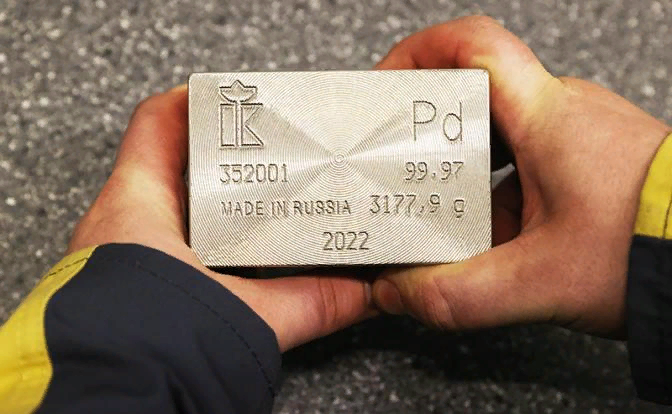 Pd
352001 99,97
MADE IN RUSSIA 3177,9 g
2022